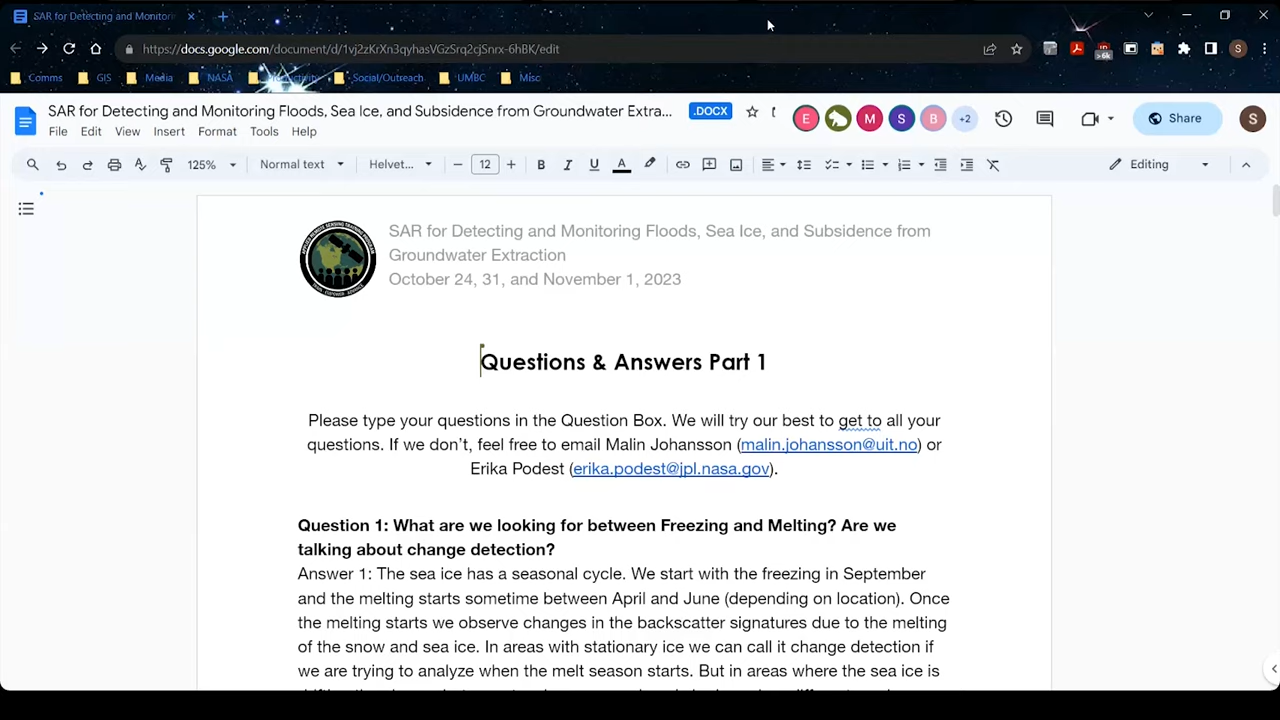 SAR for Detecting and Monitorin
https://docs.google.com/document/d/1vj2zKrXn3qyhasVGzSrq2cjSnrx-6hBK/edit
>6k
S
Comms GIS Media NASA Productivity Social/Outreach UMBC Misc
SAR for Detecting and Monitoring Floods, Sea Ice, and Subsidence from Groundwater Extra... .DOCX
E M S B +2 Share S
File Edit View Insert Format Tools Help
125% Normal text Helvet... 12 B I U A Editing
SAR for Detecting and Monitoring Floods, Sea Ice, and Subsidence from
Groundwater Extraction
October 24, 31, and November 1, 2023
Questions & Answers Part 1
Please type your questions in the Question Box. We will try our best to get to all your
questions. If we don't, feel free to email Malin Johansson (malin.johansson@uit.no) or
Erika Podest (erika.podest@jpl.nasa.gov).
Question 1: What are we looking for between Freezing and Melting? Are we
talking about change detection?
Answer 1: The sea ice has a seasonal cycle. We start with the freezing in September
and the melting starts sometime between April and June (depending on location). Once
the melting starts we observe changes in the backscatter signatures due to the melting
of the snow and sea ice. In areas with stationary ice we can call it change detection if
we are trying to analyze when the melt season starts. But in areas where the sea ice is